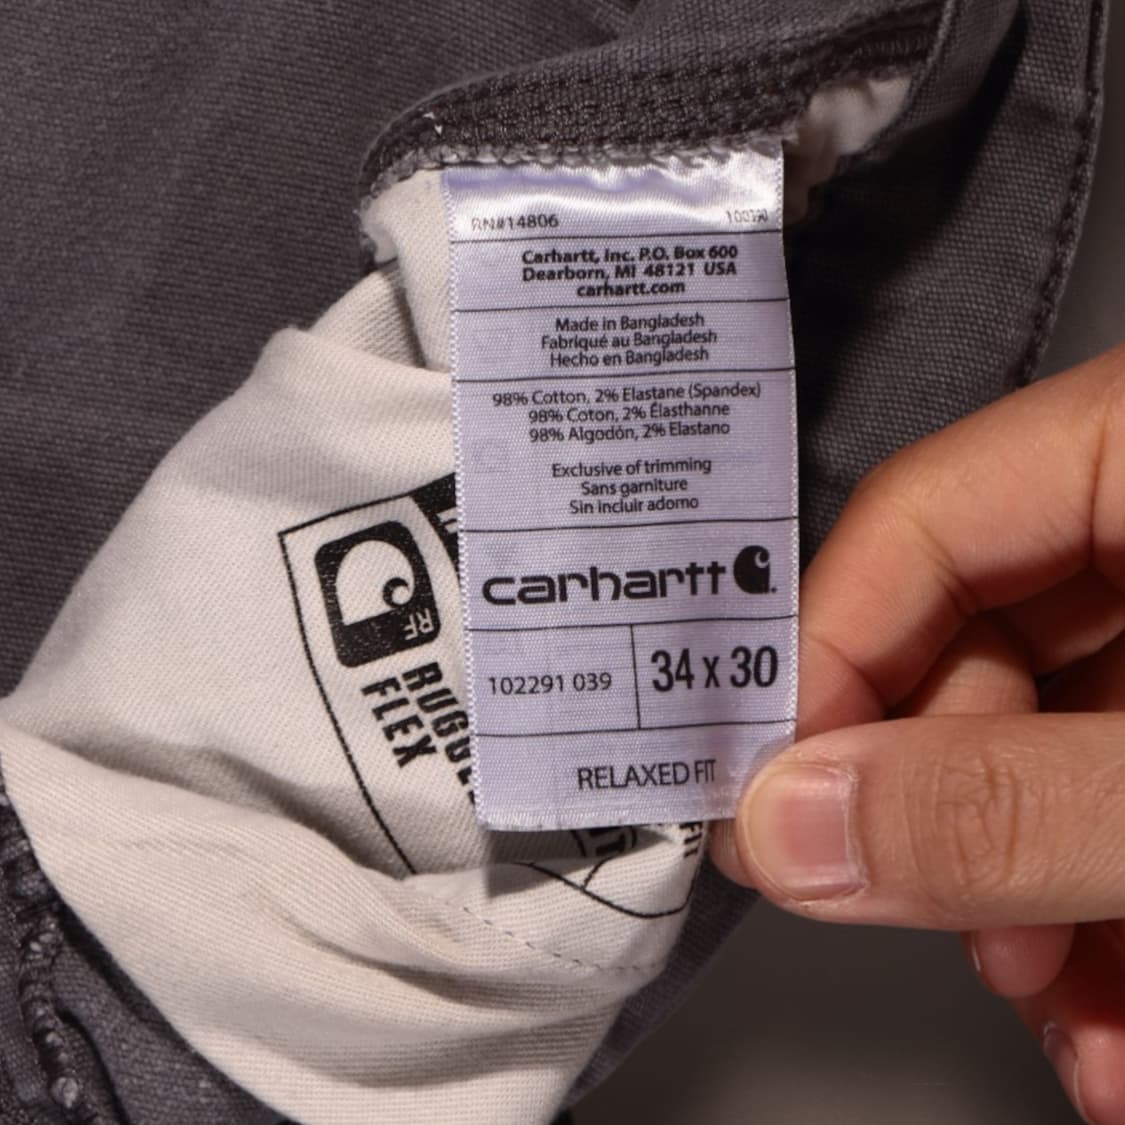 RN#14806
Carhartt, Inc. P.O. Box 600
Dearborn, MI 48121 USA
carhartt.com
Made in Bangladesh
Fabriqué au Bangladesh
Hecho en Bangladesh
98% Cotton, 2% Elastane (Spandex)
98% Coton, 2% Élasthanne
98% Algodón, 2% Elastano
Exclusive of trimming
Sans garniture
Sin incluir adorno
carhartt
102291 039
34 x 30
RELAXED FIT
RF
FLEX
FIT